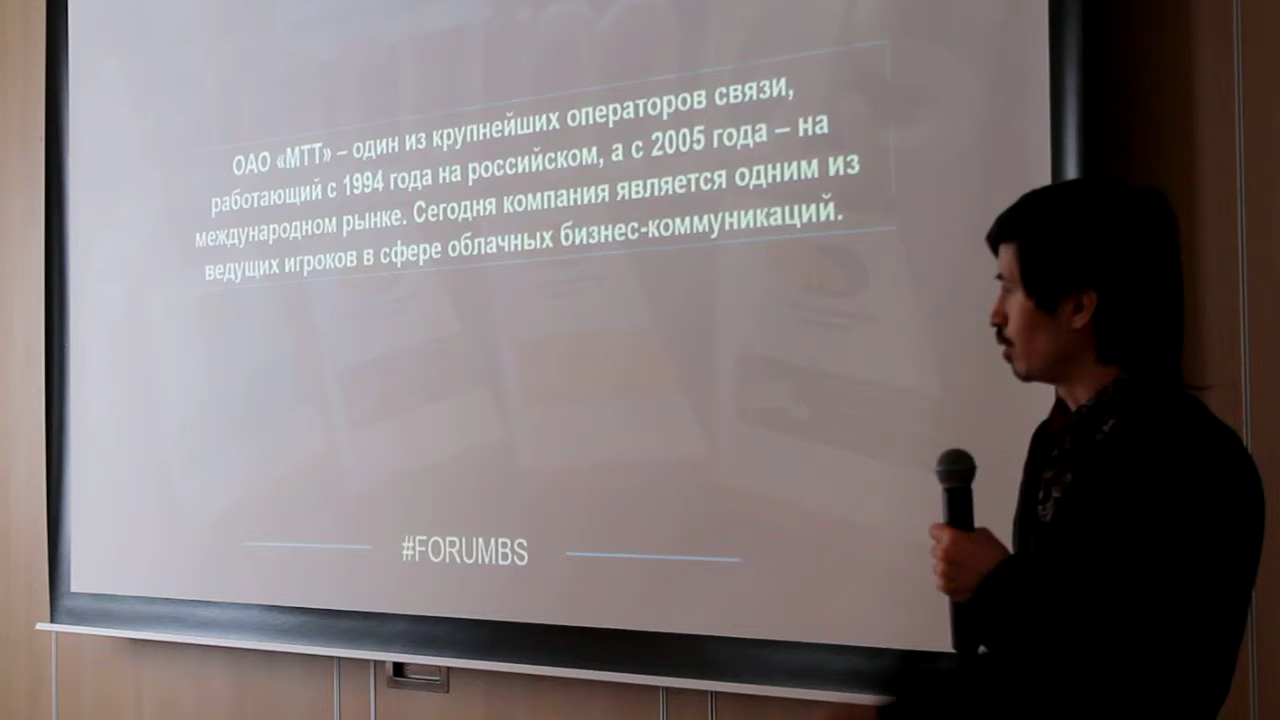 ОАО «МТТ» – один из крупнейших операторов связи,
работающий с 1994 года на российском, а с 2005 года – на
международном рынке. Сегодня компания является одним из
ведущих игроков в сфере облачных бизнес-коммуникаций.
#FORUMBS